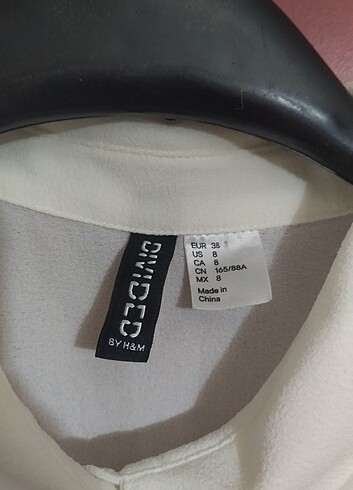 DIVIDED
BY H&M
EUR 38
US 8
CA 8
CN 165/88A
MX 8
Made in
China